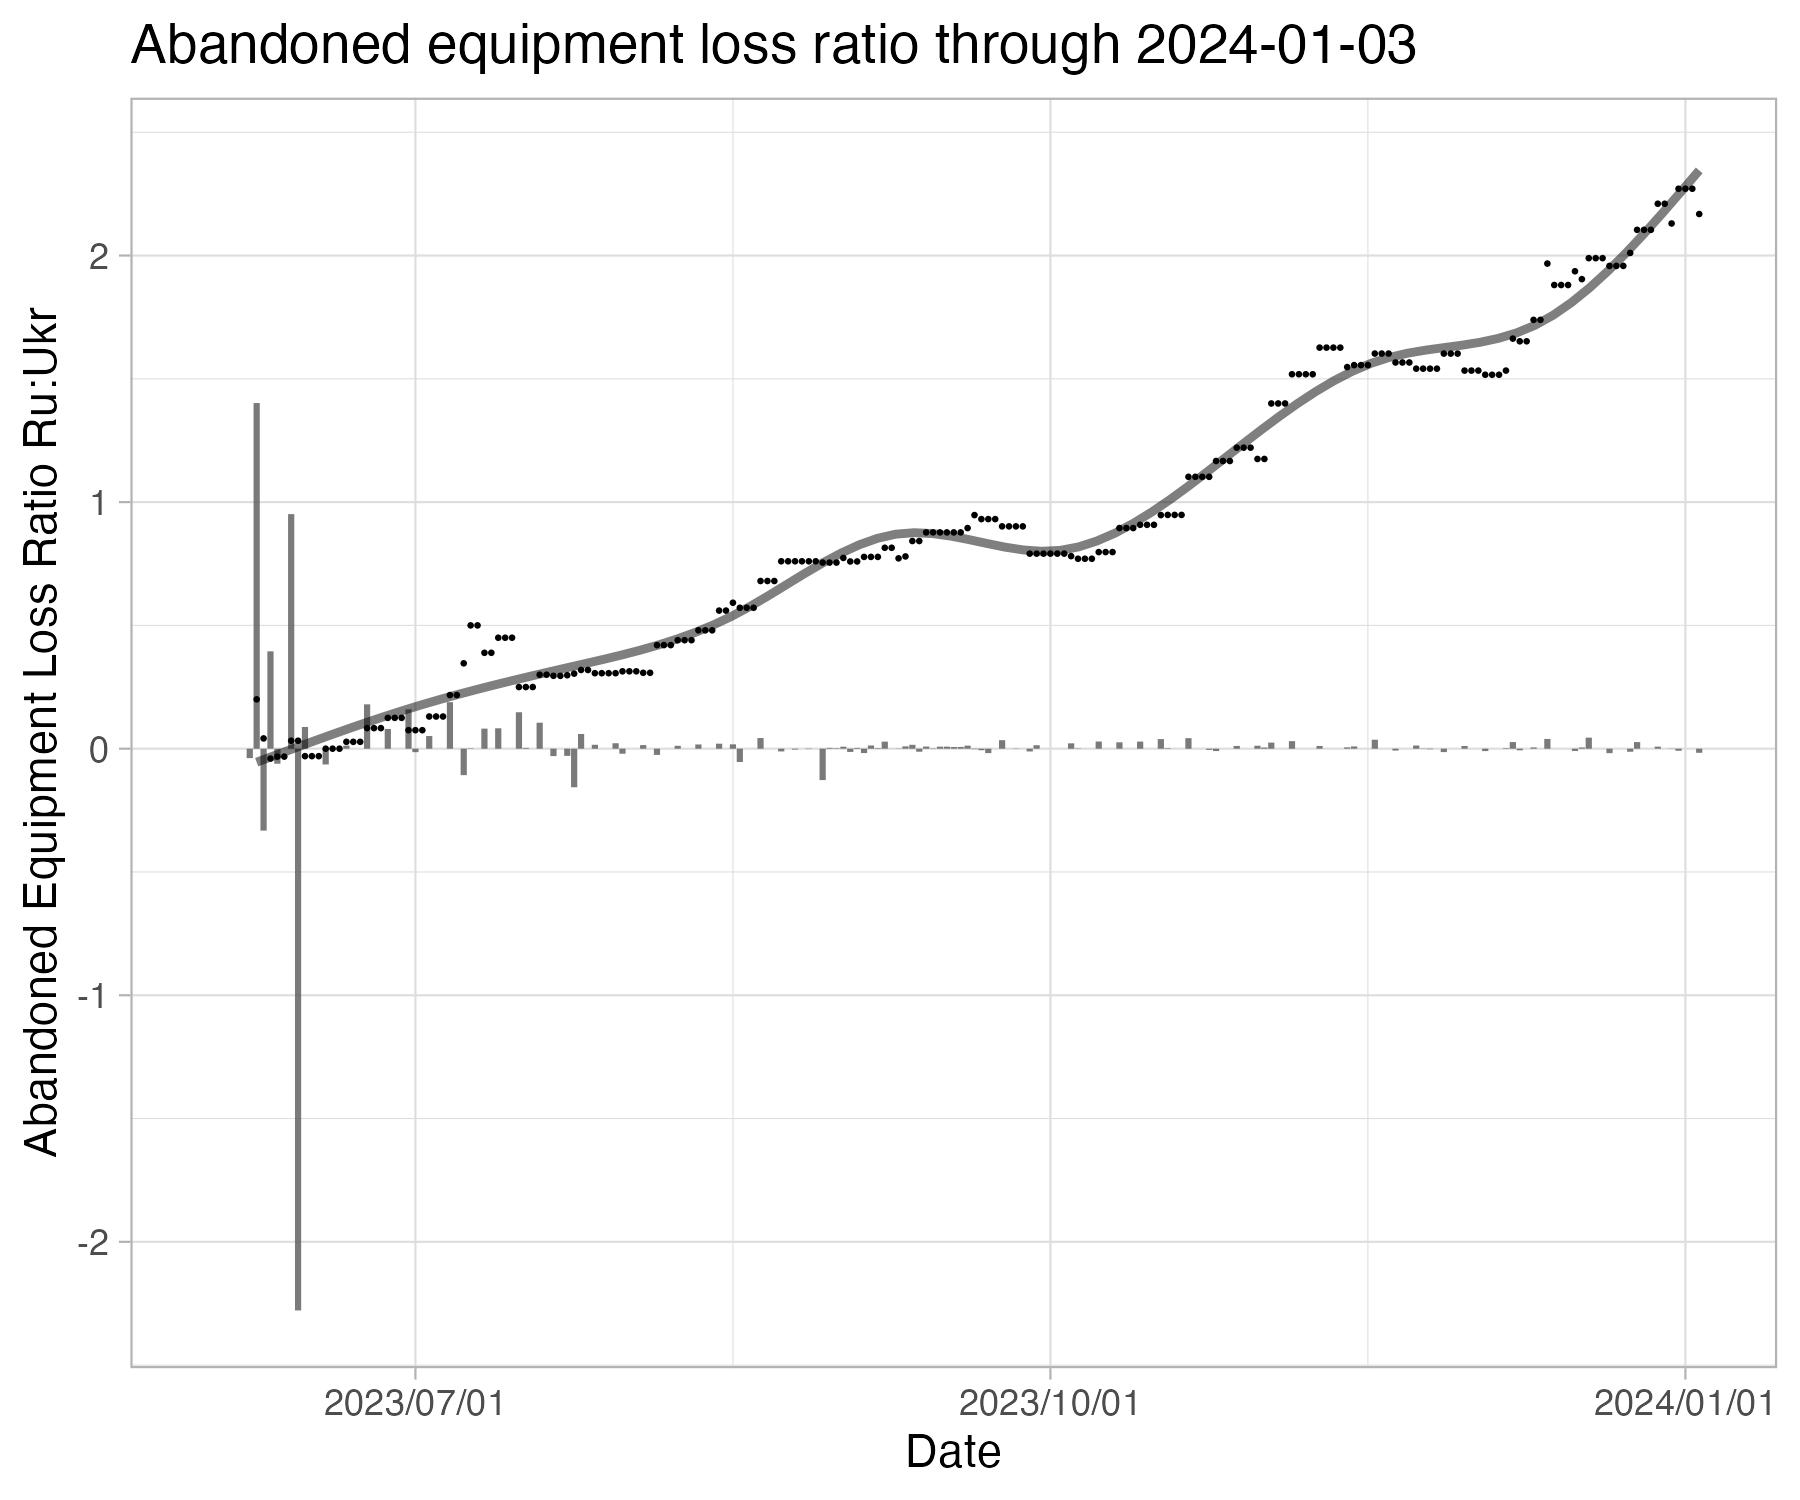 Abandoned equipment loss ratio through 2024-01-03
Abandoned Equipment Loss Ratio Ru:Ukr
2
1
0
-1
-2
2023/07/01
2023/10/01
2024/01/01
Date